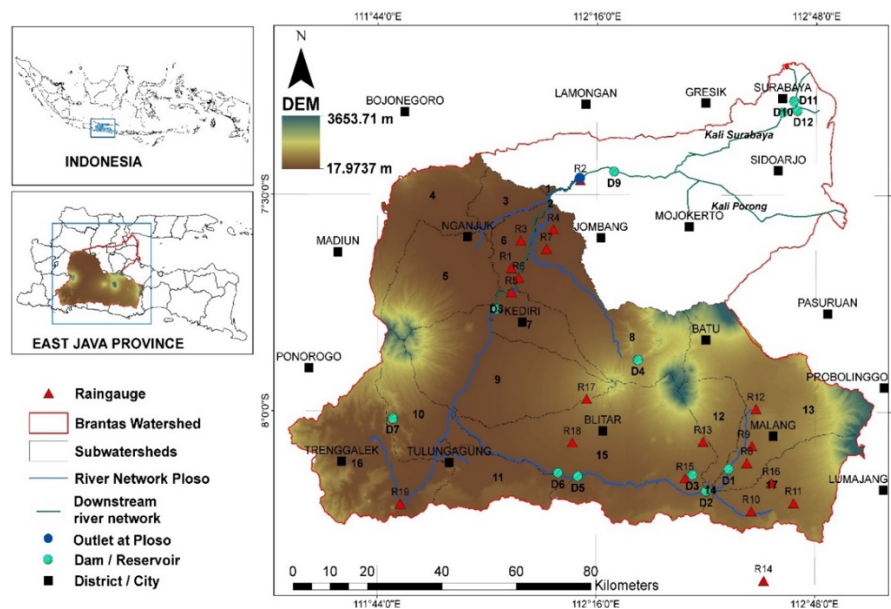 111°44'0"E
112°16'0"E
112°48'0"E
INDONESIA
EAST JAVA PROVINCE
Raingauge
Brantas Watershed
Subwatersheds
River Network Ploso
Downstream
river network
Outlet at Ploso
Dam / Reservoir
District / City
N
DEM
3653.71 m
17.9737 m
BOJONEGORO
LAMONGAN
GRESIK
SURABAYA
D11
D10
D12
Kali Surabaya
SIDOARJO
R2
D9
7°30'0"S
4
3
1
2
Kali Porong
MOJOKERTO
JOMBANG
NGANJUK
R3
R4
6
R7
MADIUN
R1
R6
R5
5
D8
KEDIRI
7
PASURUAN
BATU
8
D4
PONOROGO
PROBOLINGGO
9
R17
R12
13
8°0'0"S
10
D7
BLITAR
12
MALANG
R18
R13
R9
R8
15
TRENGGALEK
16
TULUNGAGUNG
11
D6
D5
R15
D3
D1
R16
17
LUMAJANG
14
D2
R19
R10
R11
R14
0 10 20 40 60 80
Kilometers
111°44'0"E
112°16'0"E
112°48'0"E